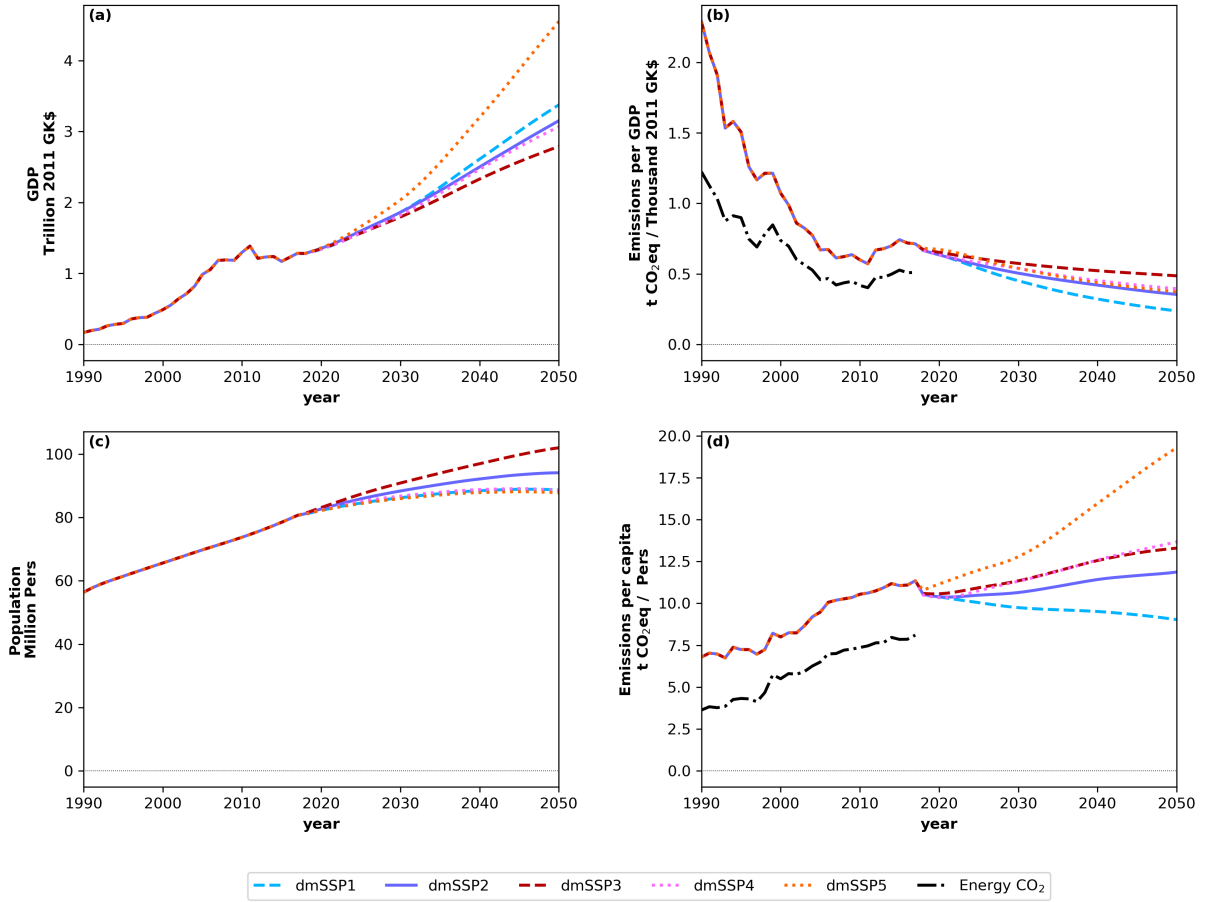 (a)
GDP
Trillion 2011 GK$
4
3
2
1
0
1990 2000 2010 2020 2030 2040 2050
year
(b)
Emissions per GDP
t CO₂eq / Thousand 2011 GK$
2.0
1.5
1.0
0.5
0.0
1990 2000 2010 2020 2030 2040 2050
year
(c)
Population
Million Pers
100
80
60
40
20
0
1990 2000 2010 2020 2030 2040 2050
year
(d)
Emissions per capita
t CO₂eq / Pers
20.0
17.5
15.0
12.5
10.0
7.5
5.0
2.5
0.0
1990 2000 2010 2020 2030 2040 2050
year
dmSSP1 dmSSP2 dmSSP3 dmSSP4 dmSSP5 Energy CO₂